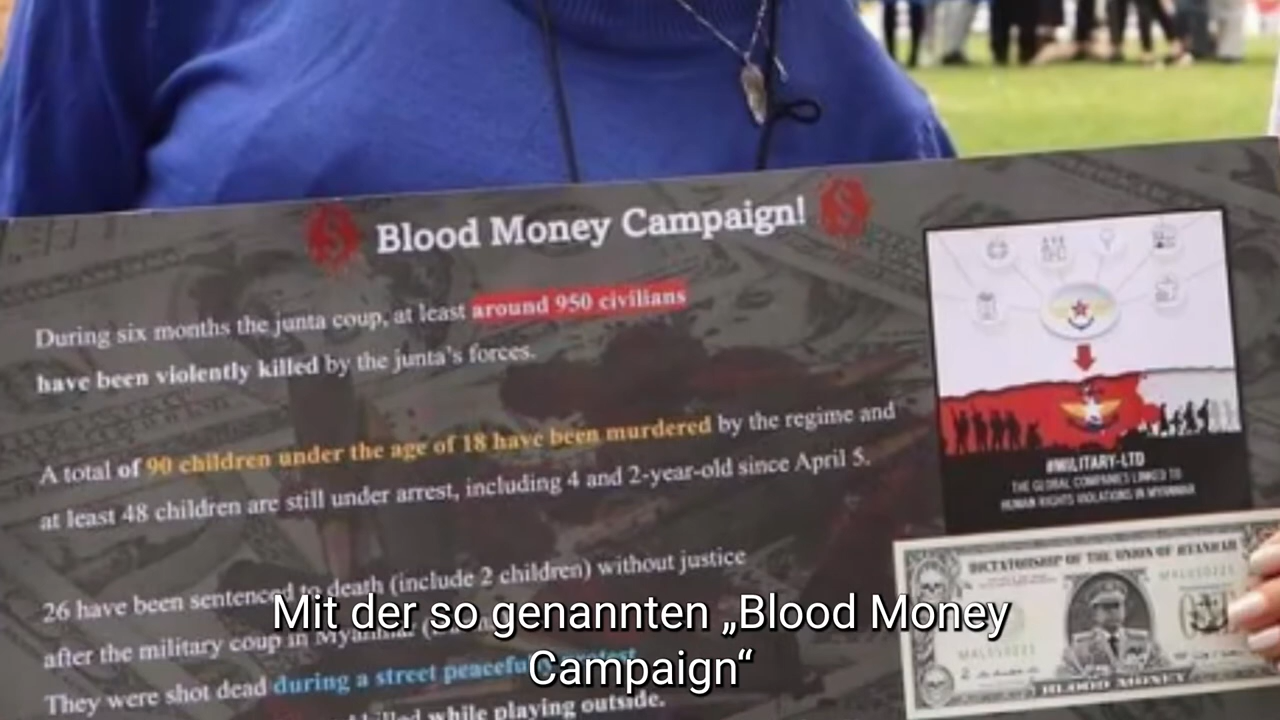 Blood Money Campaign!
During six months the junta coup, at least around 950 civilians
have been violently killed by the junta's forces.
A total of 90 children under the age of 18 have been murdered by the regime and
at least 48 children are still under arrest, including 4 and 2-year-old since April 5.
26 have been sentenced to death (include 2 children) without justice
after the military coup in Myanmar
They were shot dead during a street peaceful protest
killed while playing outside.
#MILITARY-LTD
THE GLOBAL COMPANIES LINKED TO
HUMAN RIGHTS VIOLATIONS IN MYANMAR
DICTATORSHIP OF THE UNION OF MYANMAR
BLOOD MONEY
Mit der so genannten „Blood Money
Campaign“